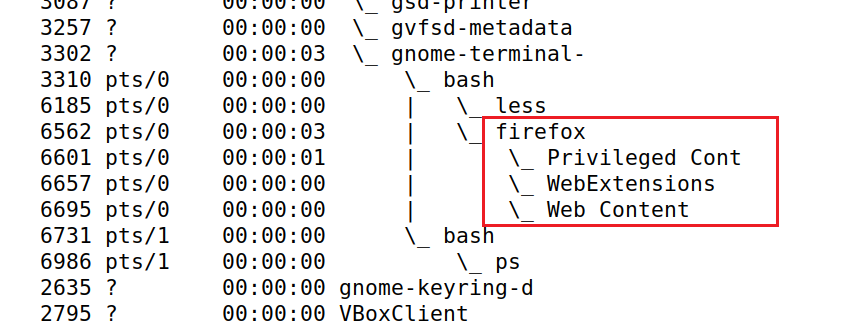 3087 ?        00:00:00  \_ gsd-printer
3257 ?        00:00:00  \_ gvfsd-metadata
3302 ?        00:00:03  \_ gnome-terminal-
3310 pts/0    00:00:00      \_ bash
6185 pts/0    00:00:00      |   \_ less
6562 pts/0    00:00:03      |   \_ firefox
6601 pts/0    00:00:01      |       \_ Privileged Cont
6657 pts/0    00:00:00      |       \_ WebExtensions
6695 pts/0    00:00:00      |       \_ Web Content
6731 pts/1    00:00:00      \_ bash
6986 pts/1    00:00:00          \_ ps
2635 ?        00:00:00 gnome-keyring-d
2795 ?        00:00:00 VBoxClient